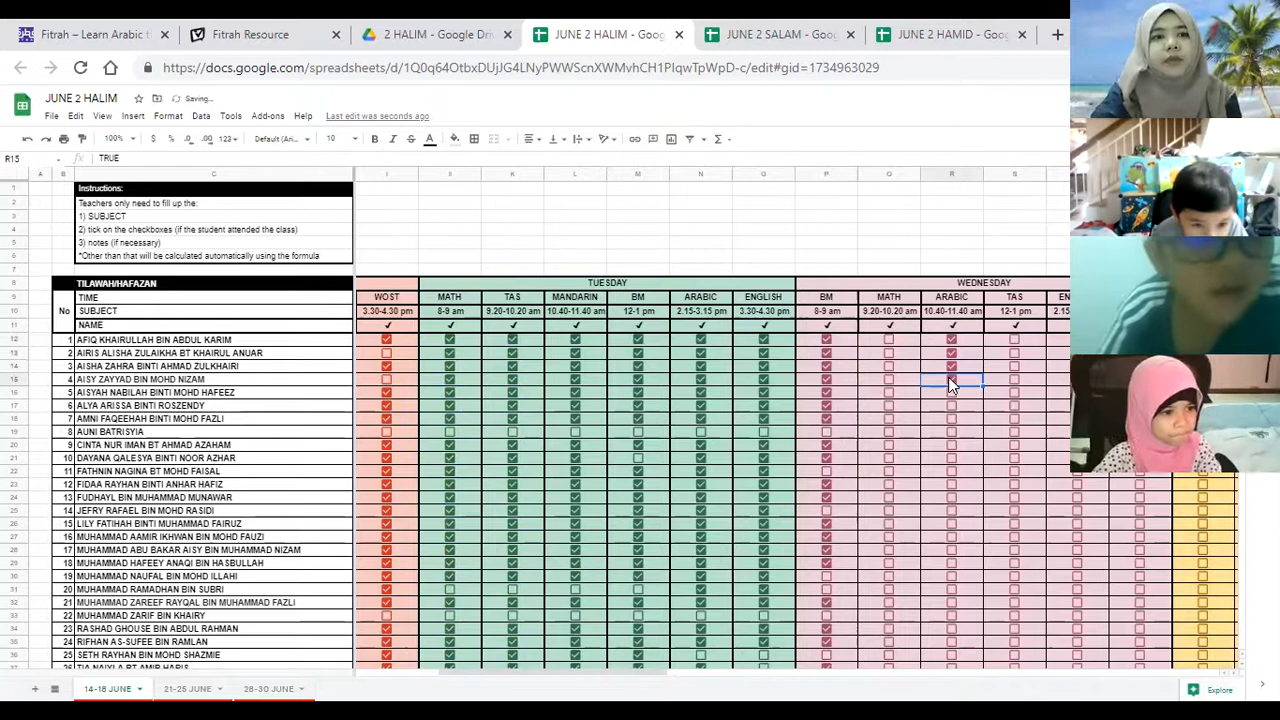 Fitrah – Learn Arabic
Fitrah Resource
2 HALIM - Google Dri
JUNE 2 HALIM - Goog
JUNE 2 SALAM - Goog
JUNE 2 HAMID - Goog
https://docs.google.com/spreadsheets/d/1Q0q64OtbxDUjJG4LNyPWWScnXWMvhCH1PIqwTpWpD-c/edit#gid=1734963029
JUNE 2 HALIM Saving...
File Edit View Insert Format Data Tools Add-ons Help Last edit was seconds ago
100% $ % .0 .00 123 Default (Ari... 10
R15 fx TRUE
Instructions:
Teachers only need to fill up the:
1) SUBJECT
2) tick on the checkboxes (if the student attended the class)
3) notes (if necessary)
*Other than that will be calculated automatically using the formula
TILAWAH/HAFAZAN TUESDAY WEDNESDAY
No TIME WOST MATH TAS MANDARIN BM ARABIC ENGLISH BM MATH ARABIC TAS
SUBJECT 3.30-4.30 pm 8-9 am 9.20-10.20 am 10.40-11.40 am 12-1 pm 2.15-3.15 pm 3.30-4.30 pm 8-9 am 9.20-10.20 am 10.40-11.40 am 12-1 pm
NAME
1 AFIQ KHAIRULLAH BIN ABDUL KARIM
2 AIRIS ALISHA ZULAIKHA BT KHAIRUL ANUAR
3 AISHA ZAHRA BINTI AHMAD ZULKHAIRI
4 AISY ZAYYAD BIN MOHD NIZAM
5 AISYAH NABILAH BINTI MOHD HAFEEZ
6 ALYA ARISSA BINTI ROSZENDY
7 AMNI FAQEEHAH BINTI MOHD FAZLI
8 AUNI BATRISYIA
9 CINTA NUR IMAN BT AHMAD AZAHAM
10 DAYANA QALESYA BINTI NOOR AZHAR
11 FATHNIN NAGINA BT MOHD FAISAL
12 FIDAA RAYHAN BINTI ANHAR HAFIZ
13 FUDHAYL BIN MUHAMMAD MUNAWAR
14 JEFRY RAFAEL BIN MOHD RASIDI
15 LILY FATIHAH BINTI MUHAMMAD FAIRUZ
16 MUHAMMAD AAMIR IKHWAN BIN MOHD FAUZI
17 MUHAMMAD ABU BAKAR AISY BIN MUHAMMAD NIZAM
18 MUHAMMAD HAFEEY ANAQI BIN HASBULLAH
19 MUHAMMAD NAUFAL BIN MOHD ILLAHI
20 MUHAMMAD RAMADHAN BIN SUBRI
21 MUHAMMAD ZAREEF RAYQAL BIN MUHAMMAD FAZLI
22 MUHAMMAD ZARIF BIN KHAIRY
23 RASHAD GHOUSE BIN ABDUL RAHMAN
24 RIFHAN AS-SUFEE BIN RAMLAN
25 SETH RAYHAN BIN MOHD SHAZMIE
26 TIA NAIYLA BT AMIR HARIS
14-18 JUNE 21-25 JUNE 28-30 JUNE Explore